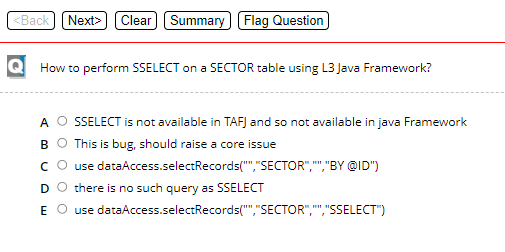 <Back Next> Clear Summary Flag Question
Q How to perform SSELECT on a SECTOR table using L3 Java Framework?
A SSELECT is not available in TAFJ and so not available in java Framework
B This is bug, should raise a core issue
C use dataAccess.selectRecords("","SECTOR","","BY @ID")
D there is no such query as SSELECT
E use dataAccess.selectRecords("","SECTOR","","SSELECT")